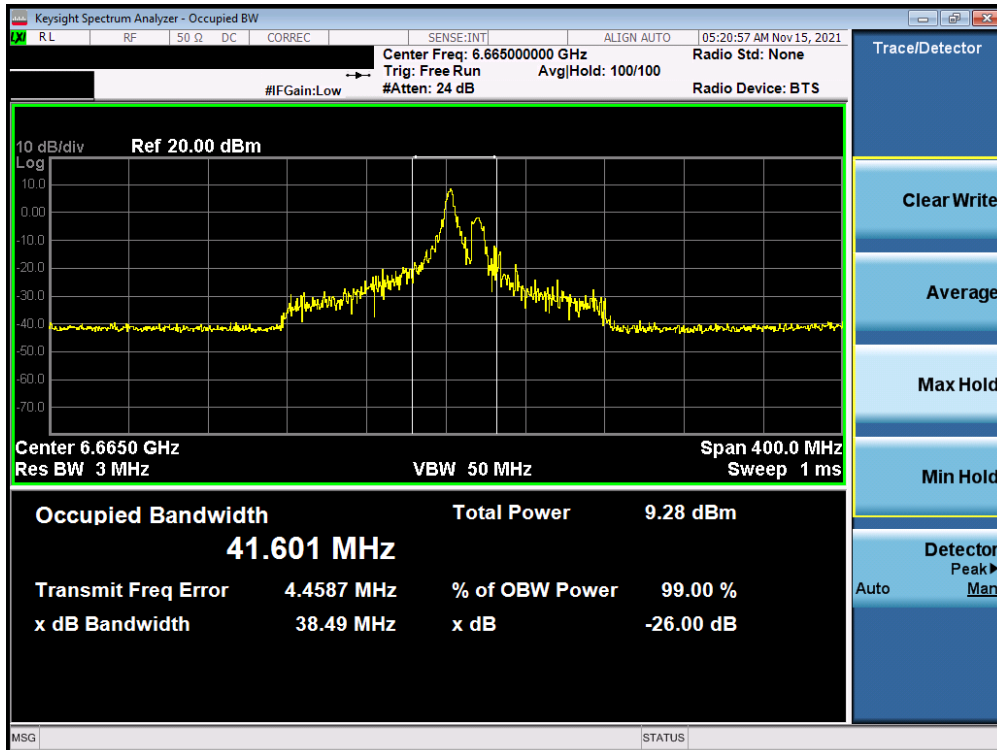 Keysight Spectrum Analyzer - Occupied BW
LXI RL RF 50 Ω DC CORREC SENSE:INT ALIGN AUTO 05:20:57 AM Nov 15, 2021
Center Freq: 6.665000000 GHz Radio Std: None
Trig: Free Run Avg|Hold: 100/100
#IFGain:Low #Atten: 24 dB Radio Device: BTS
10 dB/div Ref 20.00 dBm
Log
10.0
0.00
-10.0
-20.0
-30.0
-40.0
-50.0
-60.0
-70.0
Center 6.6650 GHz Span 400.0 MHz
Res BW 3 MHz VBW 50 MHz Sweep 1 ms
Occupied Bandwidth Total Power 9.28 dBm
41.601 MHz
Transmit Freq Error 4.4587 MHz % of OBW Power 99.00 %
x dB Bandwidth 38.49 MHz x dB -26.00 dB
MSG STATUS
Trace/Detector
Clear Write
Average
Max Hold
Min Hold
Detector
Peak▶
Auto Man